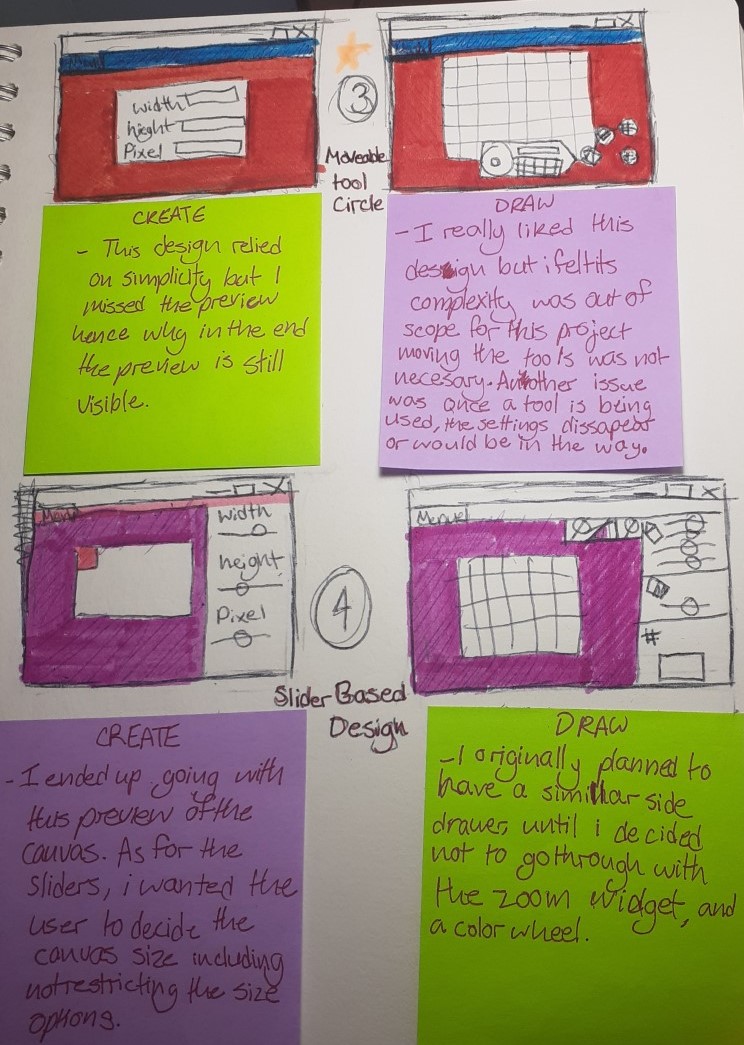 X
Menu
width
hieght
Pixel
3
Moveable
tool
Circle
X
Menu
CREATE
- This design relied
on simplicity but I
missed the preview
hence why in the end
the preview is still
visible.
DRAW
- I really liked this
design but i felt its
complexity was out of
scope for this project
moving the tools was not
necesary. Another issue
was once a tool is being
used, the settings dissapear
or would be in the way.
X
Menu
width
height
Pixel
4
Slider Based
Design
X
Menu
#
CREATE
- I ended up going with
this preview of the
canvas. As for the
sliders, i wanted the
user to decide the
canvas size including
not restricting the size
options.
DRAW
- I originally planned to
have a similar side
drawer, until i decided
not to go through with
the zoom widget, and
a color wheel.